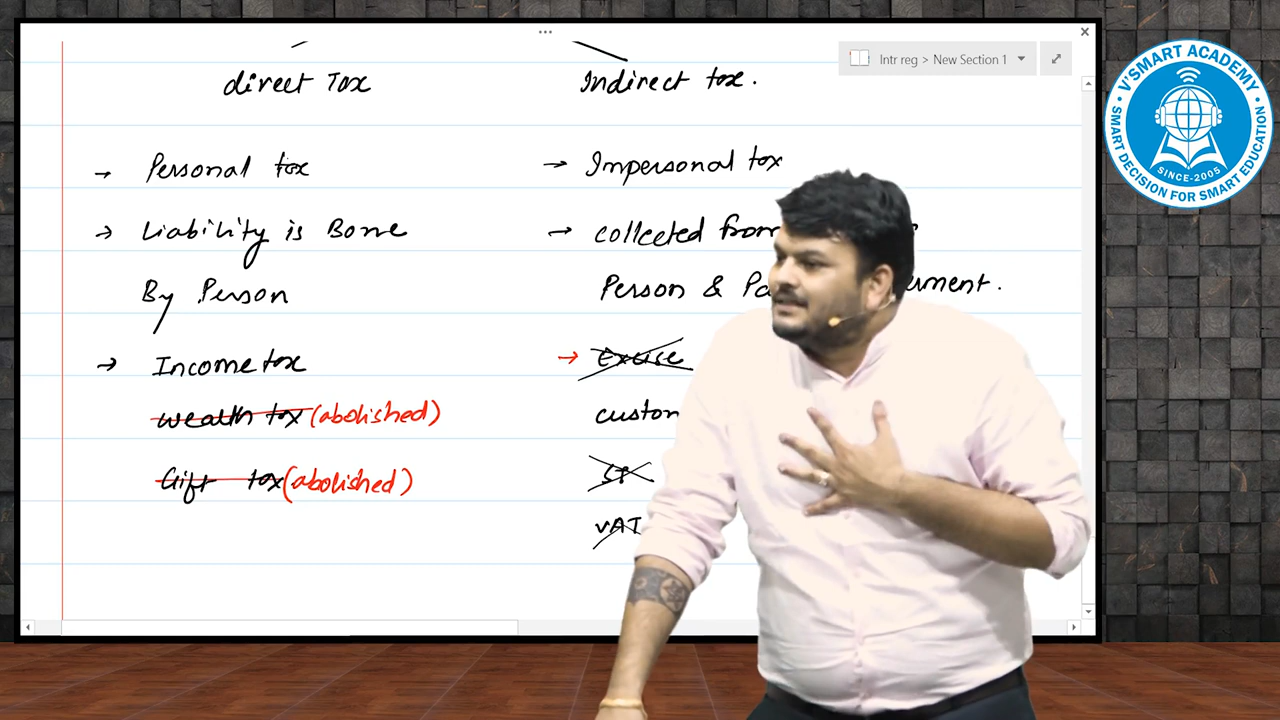 Intr reg > New Section 1
direct Tax
Indirect tax.
→ Personal tax
→ Impersonal tax
→ Liability is Bone
By Person
→ collected from
Person &
→ Income tax
wealth tax (abolished)
Gift tax (abolished)
→ Excise
custom
VAT
V'SMART ACADEMY
SINCE-2005
SMART DECISION FOR SMART EDUCATION